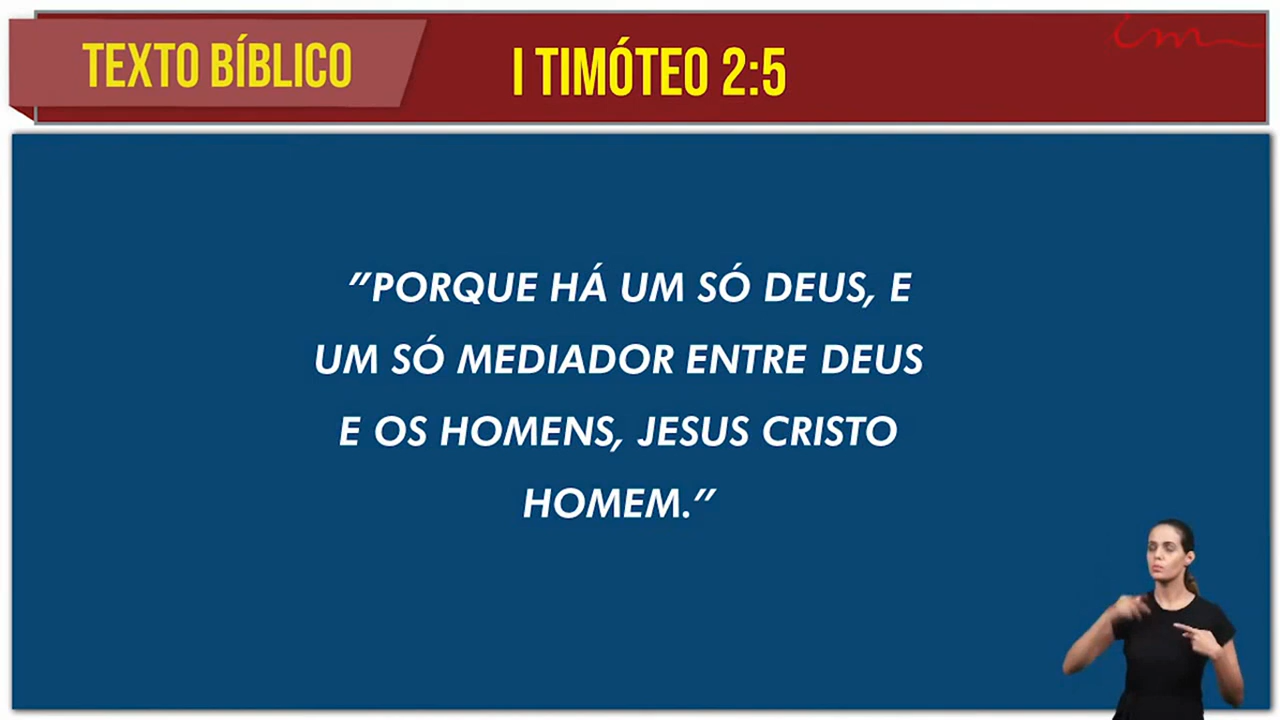 TEXTO BÍBLICO
I TIMÓTEO 2:5
"PORQUE HÁ UM SÓ DEUS, E
UM SÓ MEDIADOR ENTRE DEUS
E OS HOMENS, JESUS CRISTO
HOMEM."